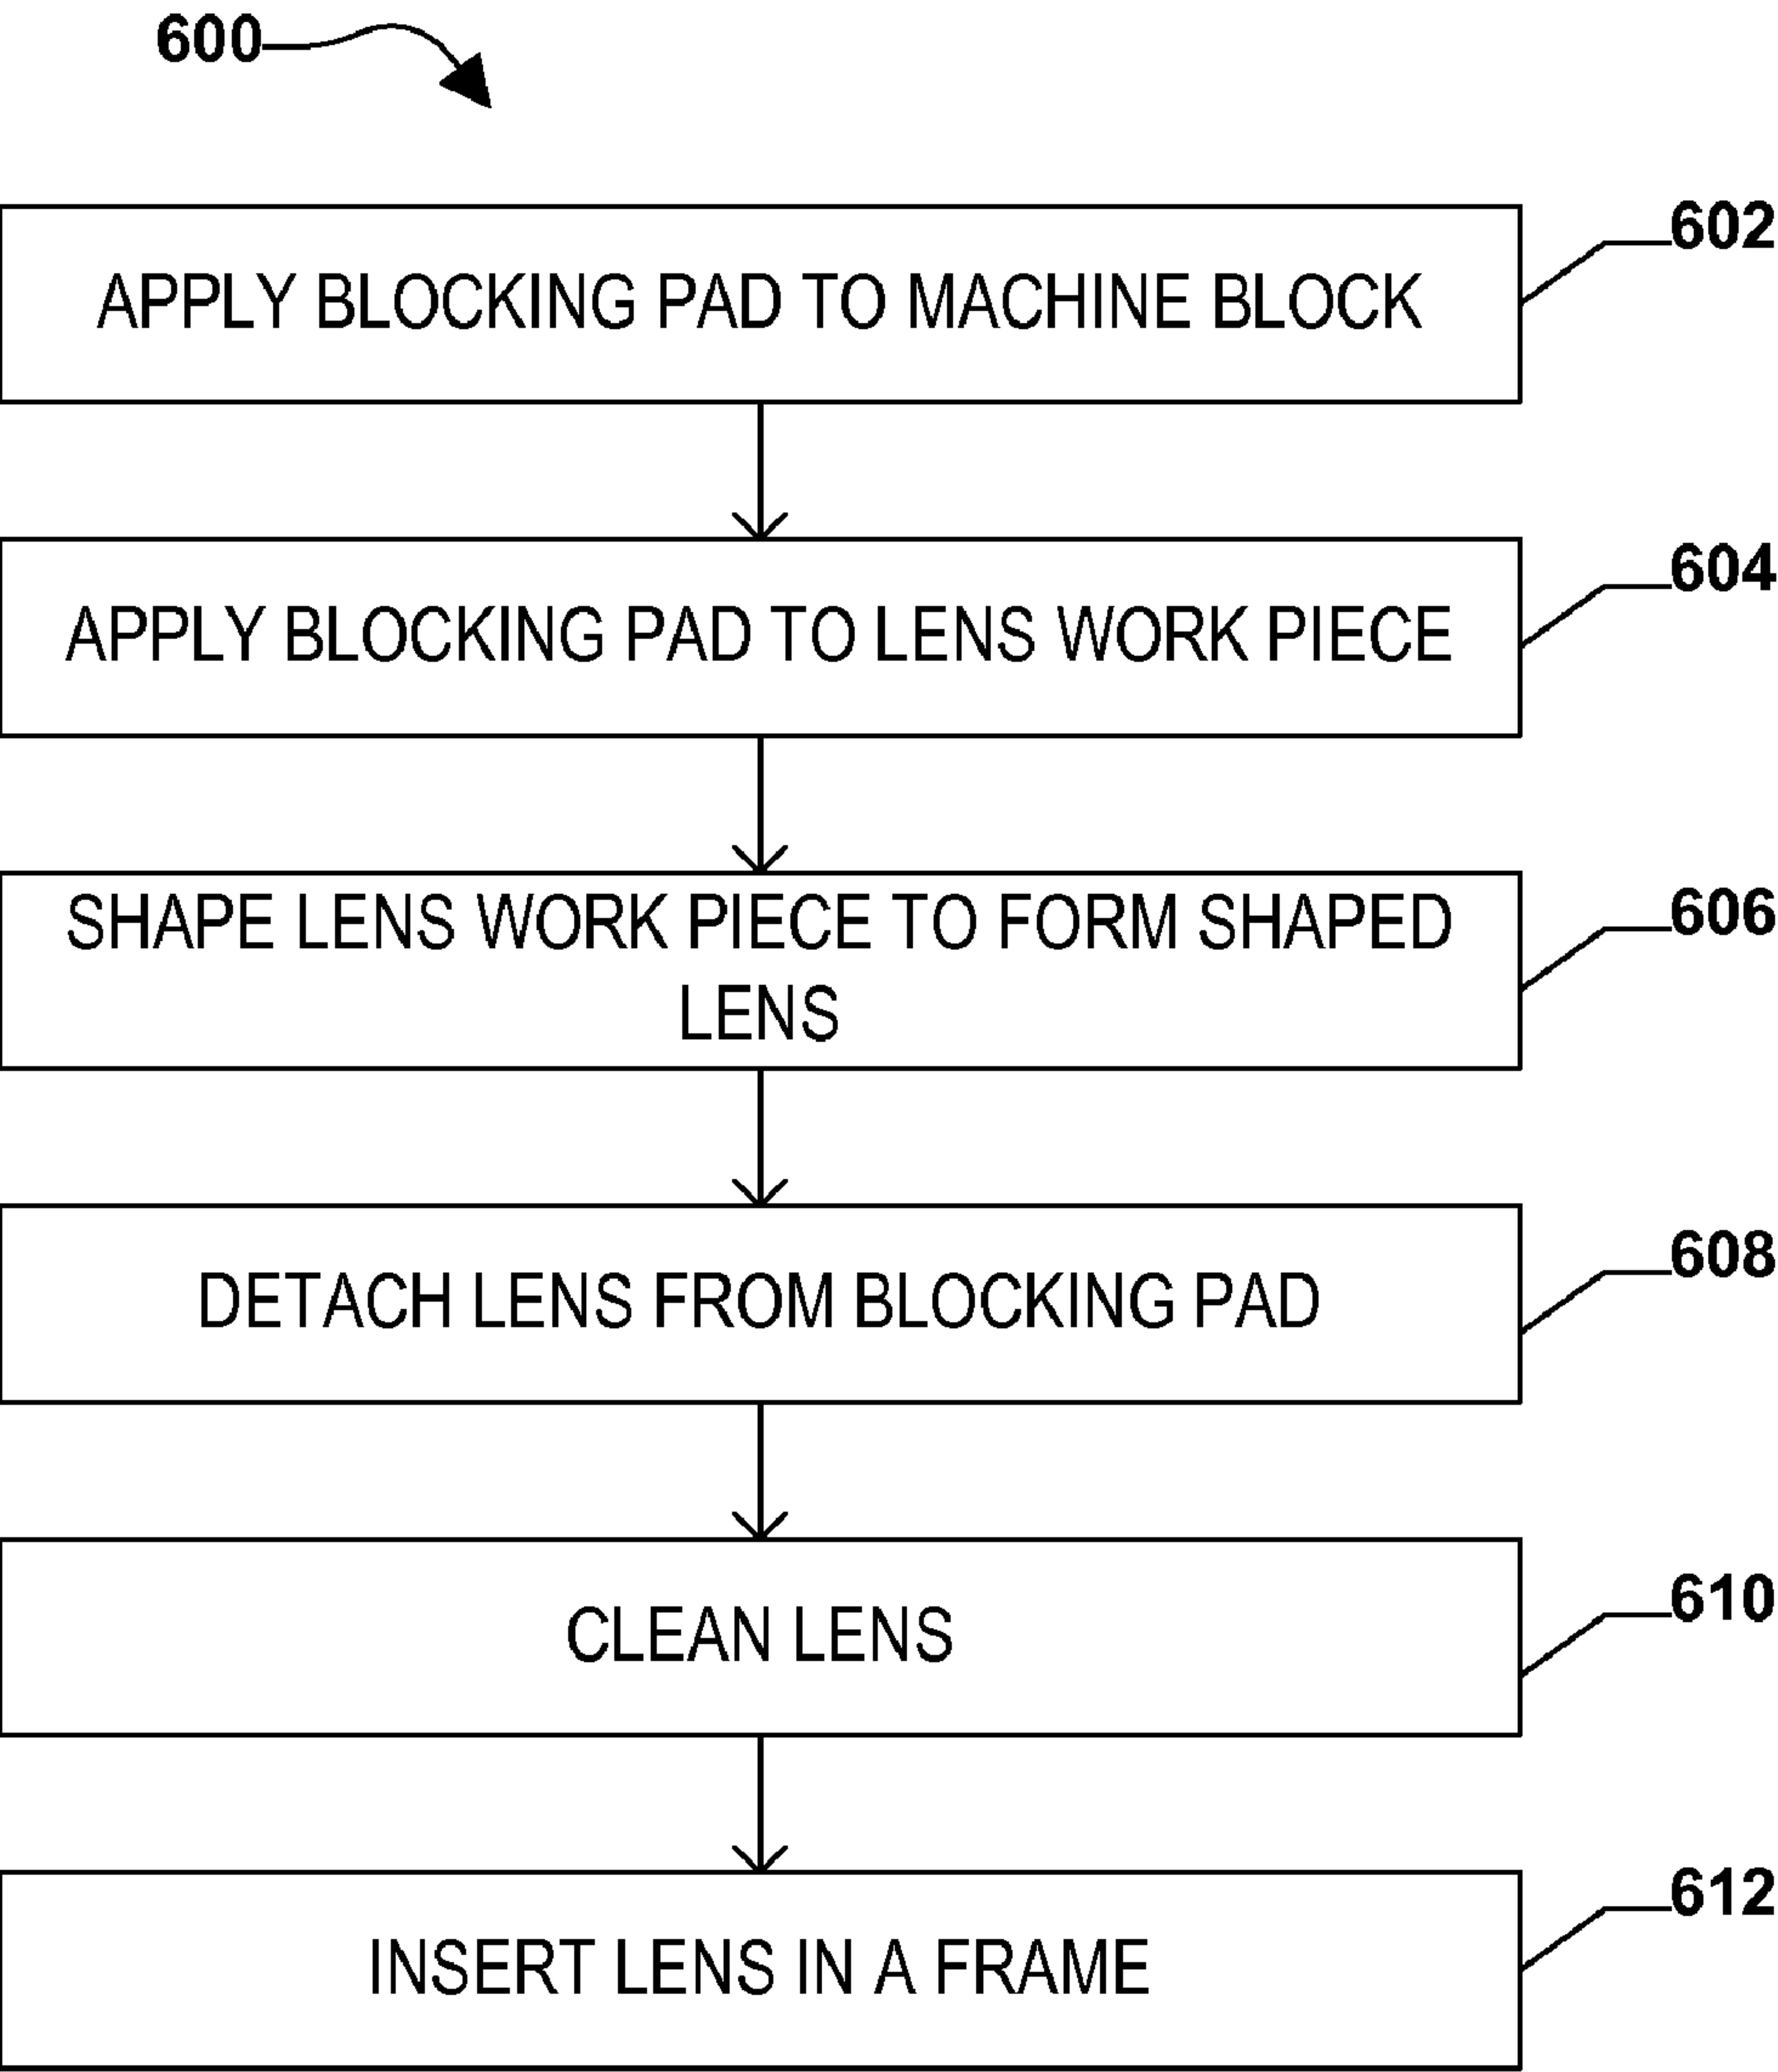 600
602
APPLY BLOCKING PAD TO MACHINE BLOCK
604
APPLY BLOCKING PAD TO LENS WORK PIECE
606
SHAPE LENS WORK PIECE TO FORM SHAPED
LENS
608
DETACH LENS FROM BLOCKING PAD
610
CLEAN LENS
612
INSERT LENS IN A FRAME